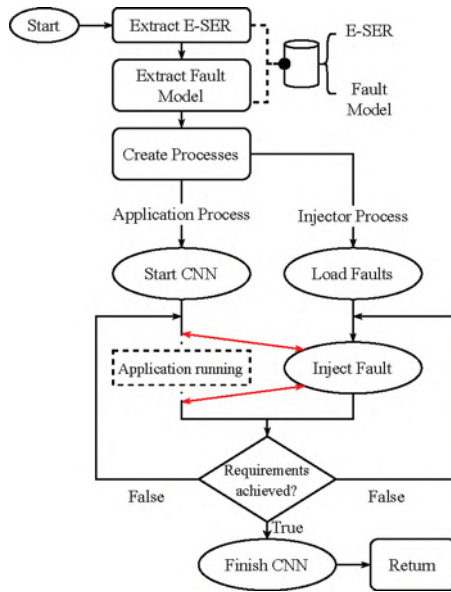 Start
Extract E-SER
E-SER
Extract Fault
Model
Fault
Model
Create Processes
Application Process
Injector Process
Start CNN
Load Faults
Application running
Inject Fault
Requirements
achieved?
False
False
True
Finish CNN
Return